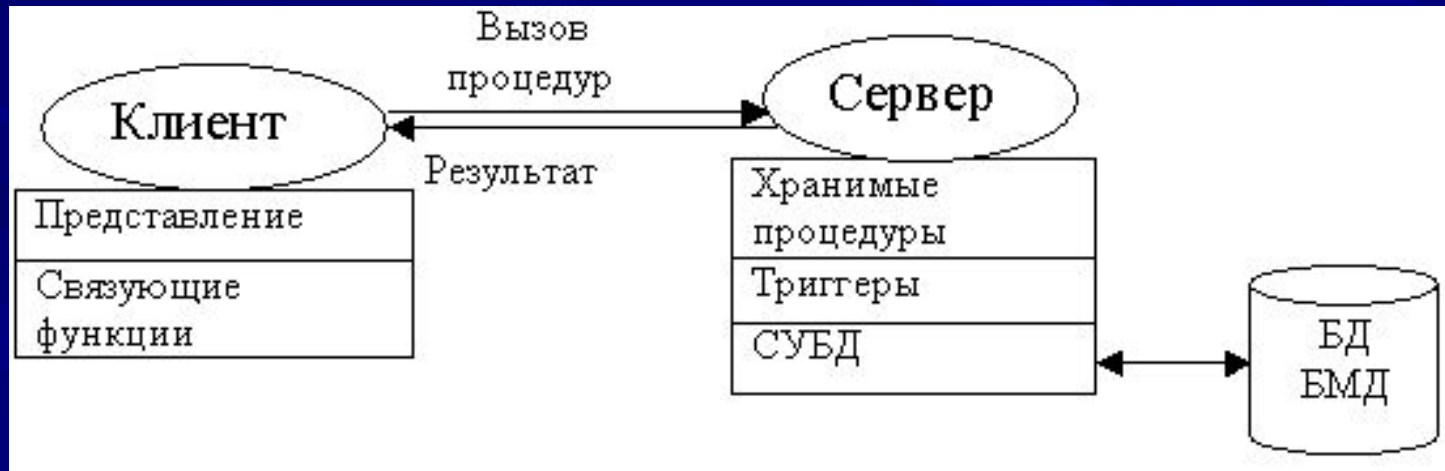 Вызов
процедур
Клиент
Сервер
Результат
Представление
Связующие
функции
Хранимые
процедуры
Триггеры
СУБД
БД
БМД